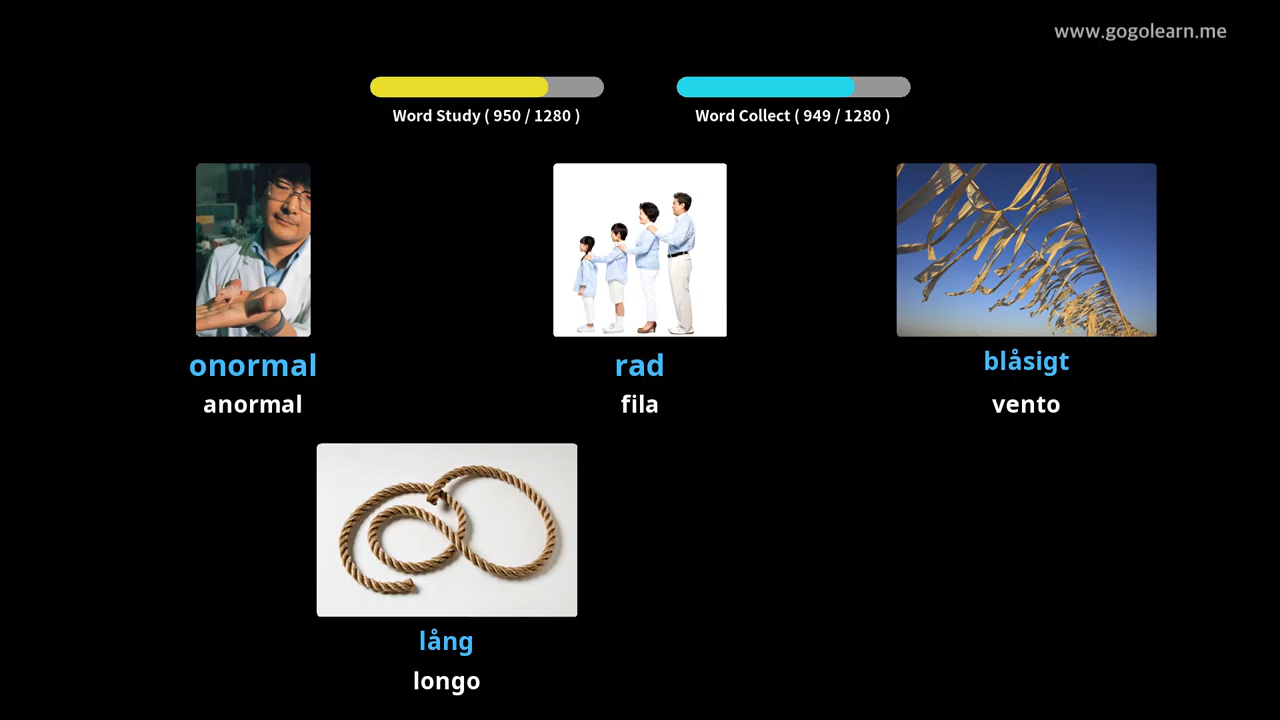 www.gogolearn.me
Word Study ( 950 / 1280 )
Word Collect ( 949 / 1280 )
onormal
anormal
rad
fila
blåsigt
vento
lång
longo